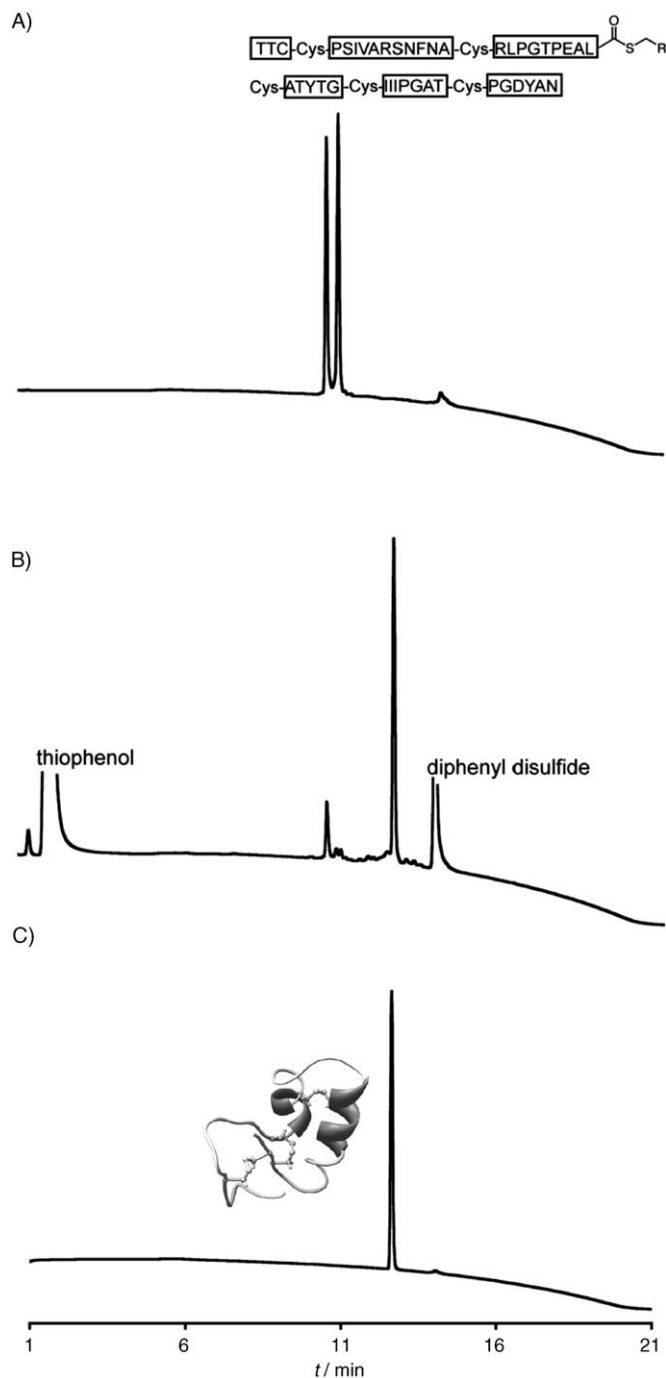 A)
O
TTC-Cys-PSIVARSNFNA-Cys-RLPGTPEAL S R
Cys-ATYTG-Cys-IIIPGAT-Cys-PGDYAN
B)
thiophenol
diphenyl disulfide
C)
1 6 11 16 21
t / min